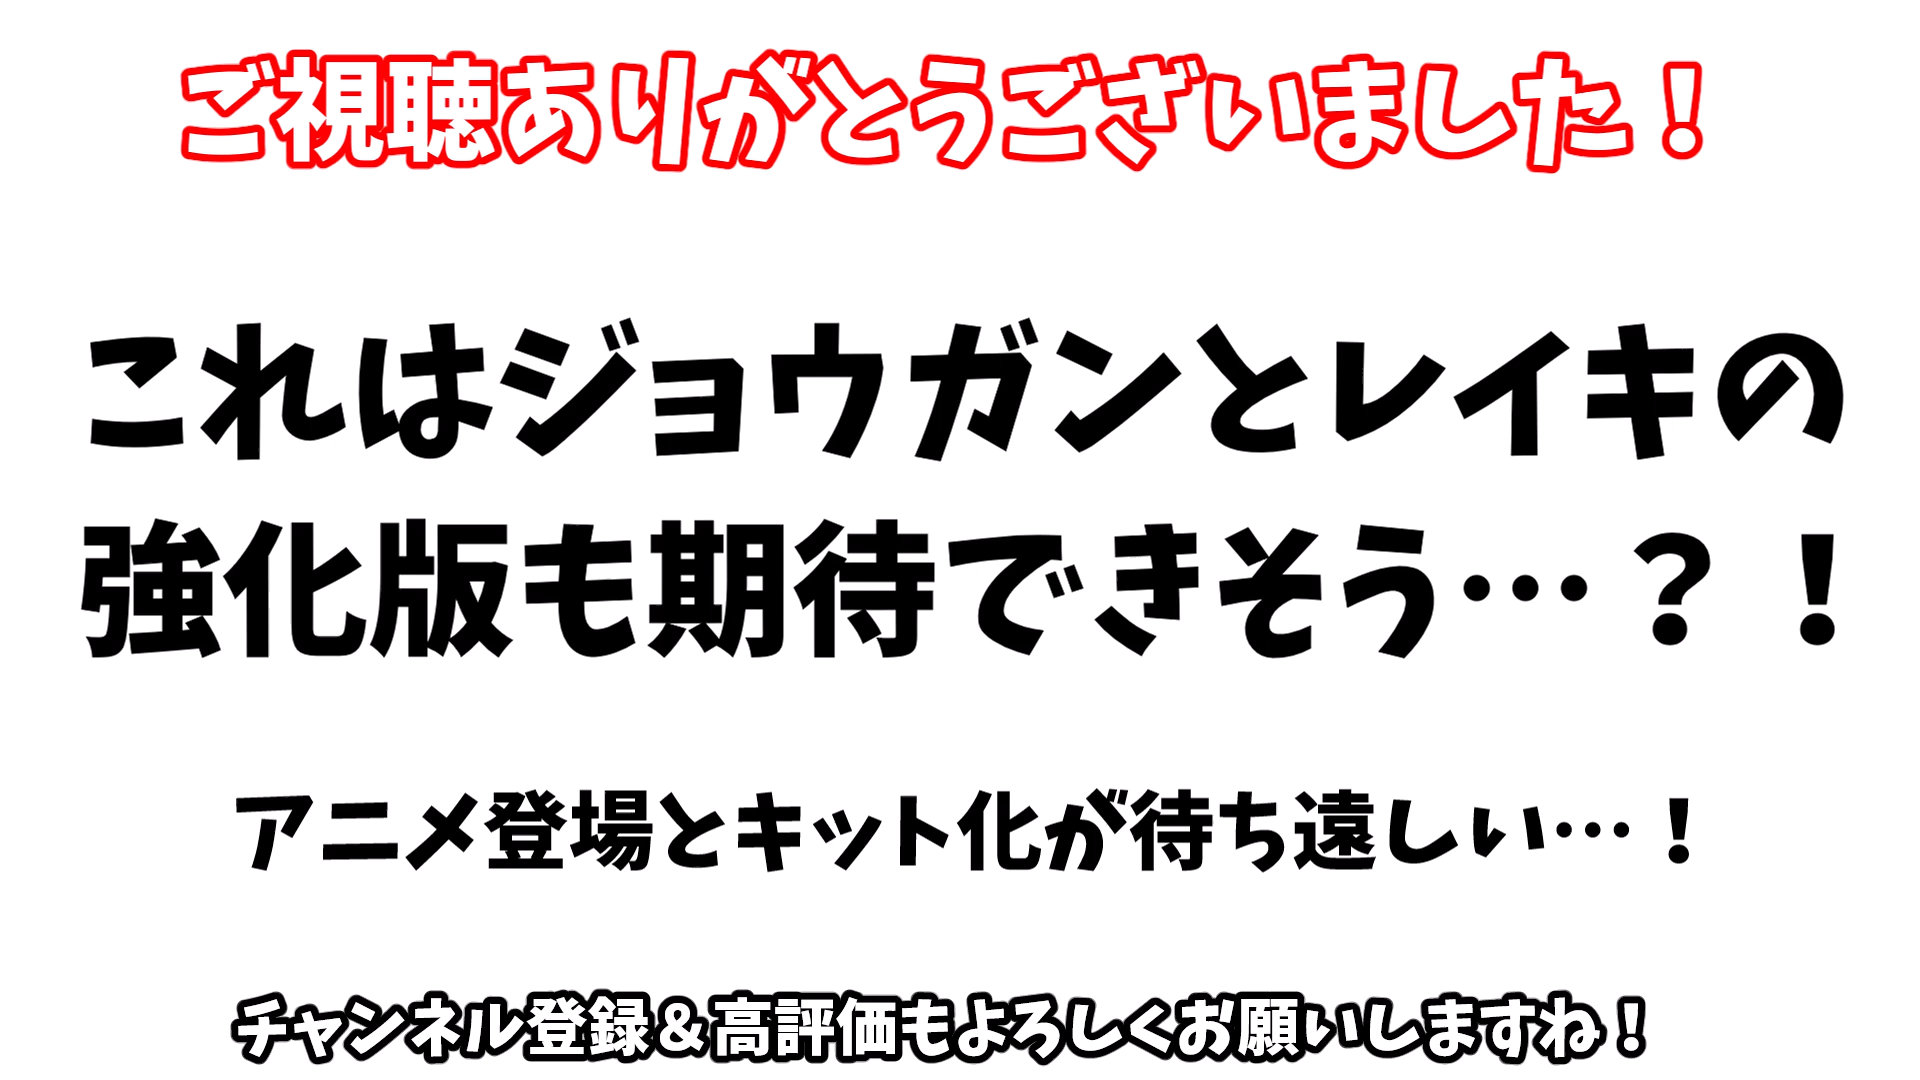 ご視聴ありがとうございました！
これはジョウガンとレイキの
強化版も期待できそう…？！
アニメ登場とキット化が待ち遠しい…！
チャンネル登録＆高評価もよろしくお願いしますね！